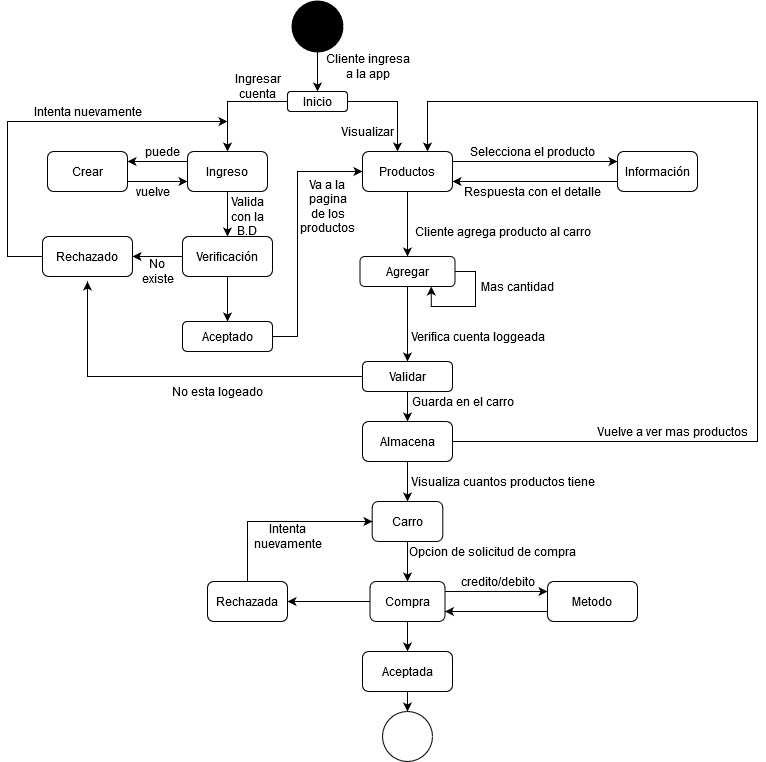 Cliente ingresa
a la app
Ingresar
cuenta
Inicio
Intenta nuevamente
Visualizar
puede
Selecciona el producto
Crear
Ingreso
Productos
Información
vuelve
Va a la
pagina
de los
productos
Respuesta con el detalle
Valida
con la
B.D
Cliente agrega producto al carro
Rechazado
Verificación
No
existe
Agregar
Mas cantidad
Aceptado
Verifica cuenta loggeada
Validar
No esta logeado
Guarda en el carro
Almacena
Vuelve a ver mas productos
Visualiza cuantos productos tiene
Carro
Intenta
nuevamente
Opcion de solicitud de compra
credito/debito
Rechazada
Compra
Metodo
Aceptada